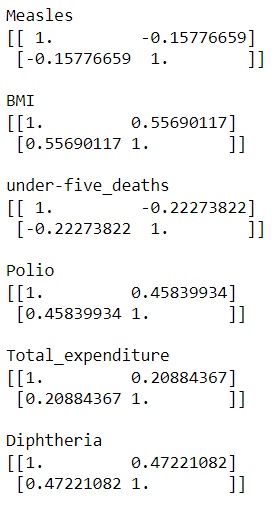 Measles
[[ 1.         -0.15776659]
 [-0.15776659  1.        ]]
BMI
[[1.         0.55690117]
 [0.55690117 1.        ]]
under-five_deaths
[[ 1.         -0.22273822]
 [-0.22273822  1.        ]]
Polio
[[1.         0.45839934]
 [0.45839934 1.        ]]
Total_expenditure
[[1.         0.20884367]
 [0.20884367 1.        ]]
Diphtheria
[[1.         0.47221082]
 [0.47221082 1.        ]]